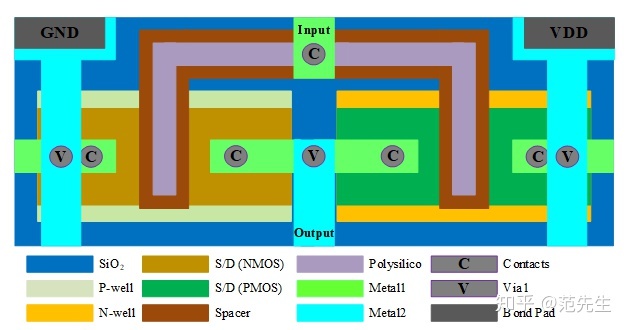 GND
Input
VDD
C
V C
C
V
C
C V
Output
SiO₂
S/D (NMOS)
Polysilico
C Contacts
P-well
S/D (PMOS)
Metal1
V Via1
N-well
Spacer
Metal2
Bond Pad
知乎 @范先生